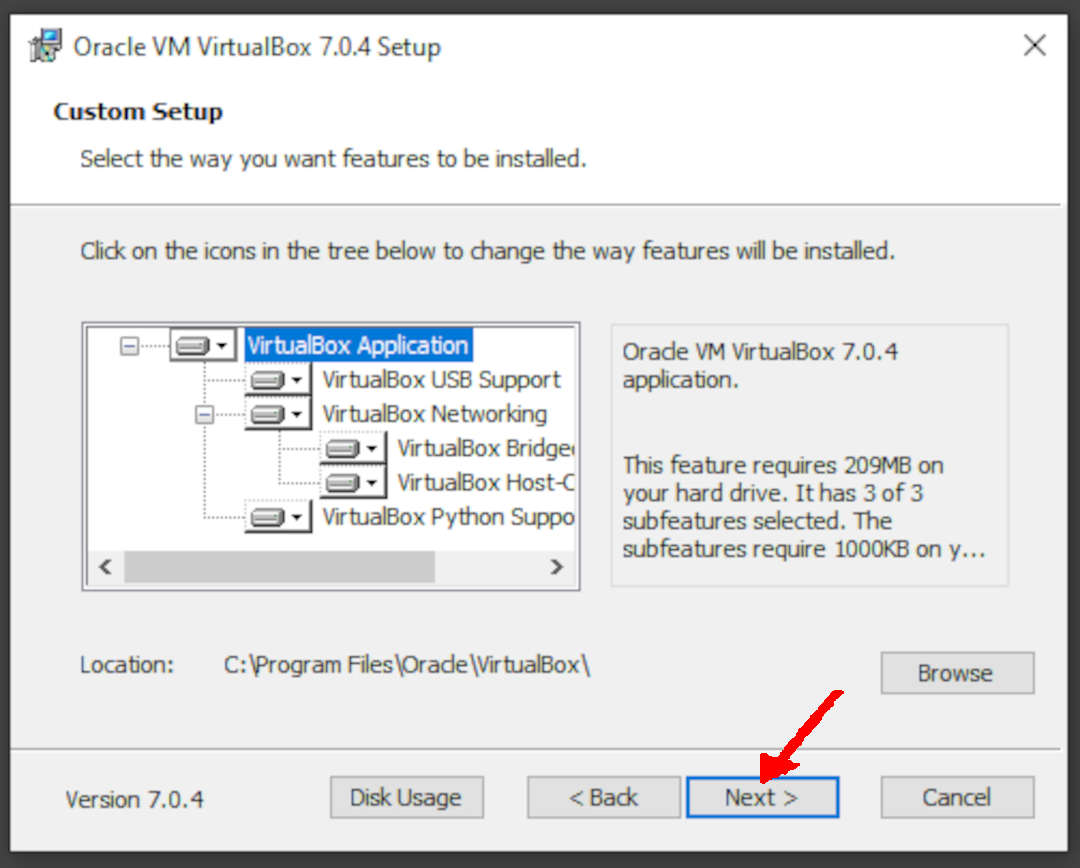 Oracle VM VirtualBox 7.0.4 Setup
Custom Setup
Select the way you want features to be installed.
Click on the icons in the tree below to change the way features will be installed.
VirtualBox Application
VirtualBox USB Support
VirtualBox Networking
VirtualBox Bridge
VirtualBox Host-
VirtualBox Python Suppo
Oracle VM VirtualBox 7.0.4
application.
This feature requires 209MB on
your hard drive. It has 3 of 3
subfeatures selected. The
subfeatures require 1000KB on y...
Location: C:\Program Files\Oracle\VirtualBox\
Browse
Version 7.0.4
Disk Usage
< Back
Next >
Cancel